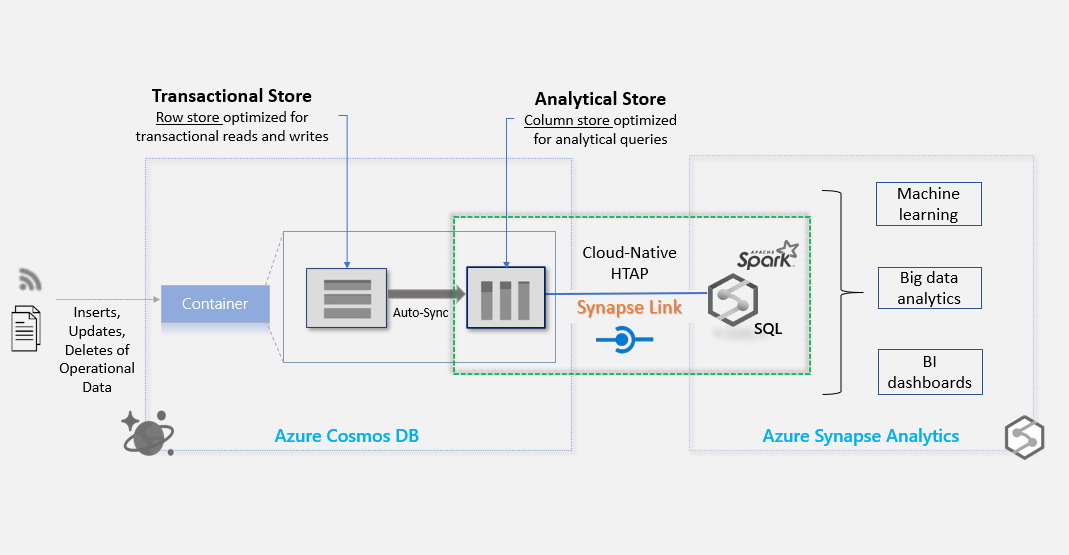 Transactional Store
Row store optimized for
transactional reads and writes
Analytical Store
Column store optimized
for analytical queries
Inserts,
Updates,
Deletes of
Operational
Data
Container
Auto-Sync
Cloud-Native
HTAP
Synapse Link
APACHE
Spark
SQL
Machine
learning
Big data
analytics
BI
dashboards
Azure Cosmos DB
Azure Synapse Analytics